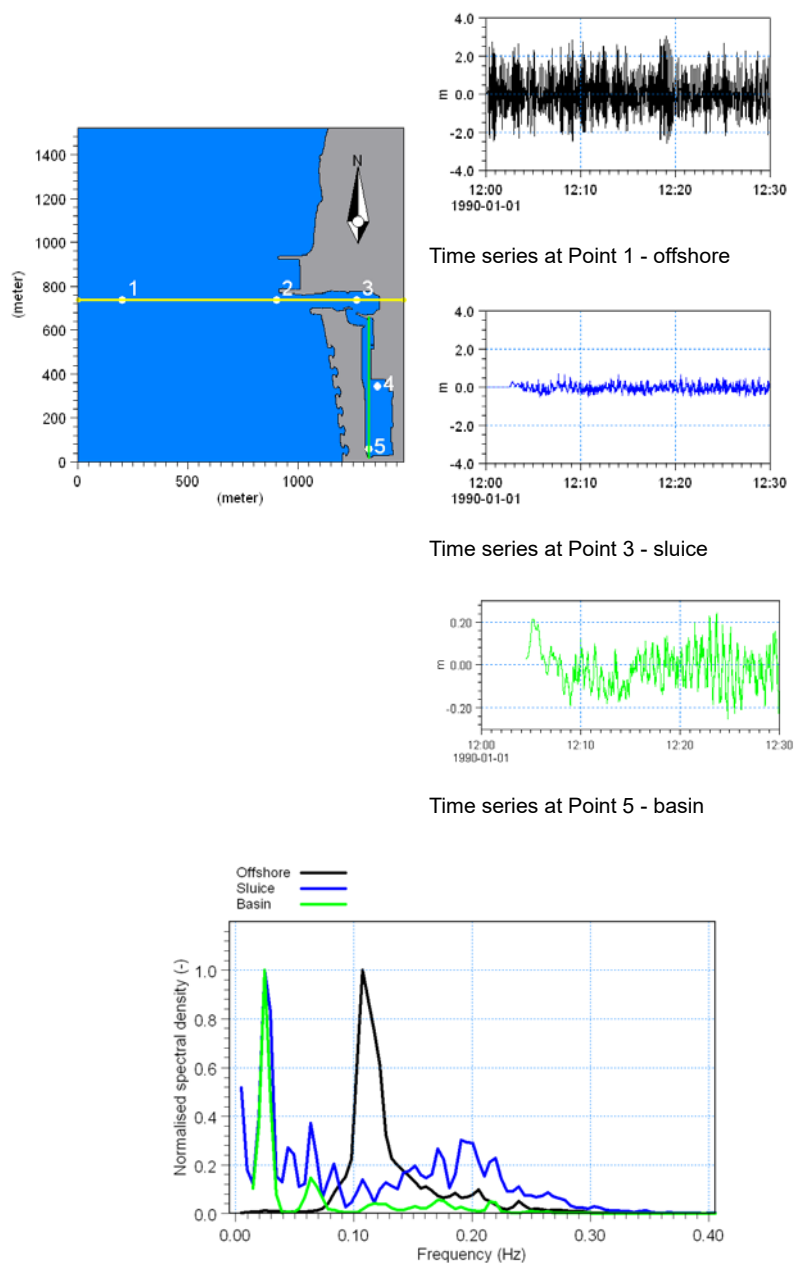 4.0
2.0
m 0.0
-2.0
-4.0
12:00 12:10 12:20 12:30
1990-01-01
Time series at Point 1 - offshore
1400
1200
1000
800
600
400
200
0
(meter)
N
1
2
3
4
5
0 500 1000
(meter)
4.0
2.0
m 0.0
-2.0
-4.0
12:00 12:10 12:20 12:30
1990-01-01
Time series at Point 3 - sluice
0.20
m 0.00
-0.20
12:00 12:10 12:20 12:30
1990-01-01
Time series at Point 5 - basin
Offshore
Sluice
Basin
Normalised spectral density (-)
1.0
0.8
0.6
0.4
0.2
0.0
0.00 0.10 0.20 0.30 0.40
Frequency (Hz)